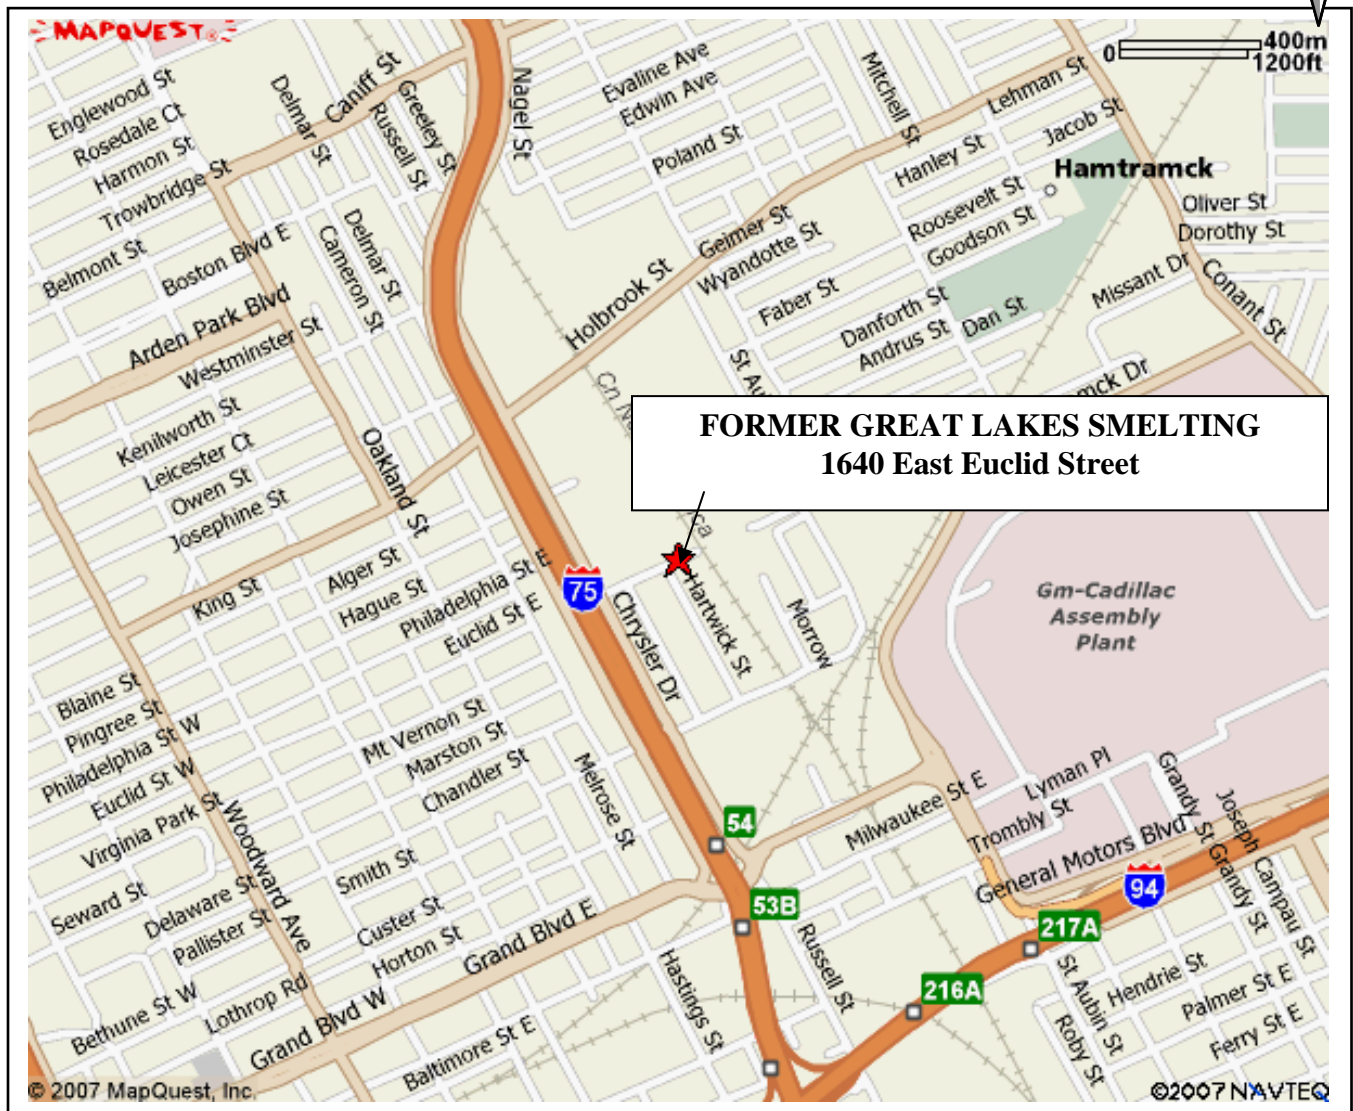 MAPQUEST
0
400m
1200ft
Englewood St
Rosedale Ct
Harmon St
Trowbridge St
Belmont St
Boston Blvd E
Arden Park Blvd
Westminster St
Delmar St
Caniff St
Russell St
Greeley St
Nagel St
Delmar St
Cameron St
Evaline Ave
Edwin Ave
Poland St
Mitchell St
Lehman St
Jacob St
Hanley St
Hamtramck
Roosevelt St
Goodson St
Oliver St
Dorothy St
Geimer St
Wyandotte St
Holbrook St
Faber St
Danforth St
Andrus St
Dan St
Missant Dr
Conant St
St Au
Cn N
mck Dr
FORMER GREAT LAKES SMELTING
1640 East Euclid Street
ca
Kenilworth St
Leicester Ct
Owen St
Josephine St
Oakland St
King St
Alger St
Hague St
Philadelphia St E
Euclid St E
75
Chrysler Dr
Hartwick St
Morrow
Gm-Cadillac
Assembly
Plant
Blaine St
Pingree St
Philadelphia St W
Euclid St W
Virginia Park St
Woodward Ave
Mt Vernon St
Marston St
Chandler St
Melrose St
54
Milwaukee St E
Lyman Pl
Trombly St
Grandy St
General Motors Blvd
Joseph Campau St
Grandy St
94
Seward St
Delaware St
Pallister St
Smith St
Custer St
Horton St
Grand Blvd E
53B
217A
216A
Hastings St
Russell St
St Aubin St
Hendrie St
Palmer St E
Ferry St E
Roby St
Bethune St W
Lothrop Rd
Grand Blvd W
Baltimore St E
© 2007 MapQuest, Inc.
©2007 NAVTEQ